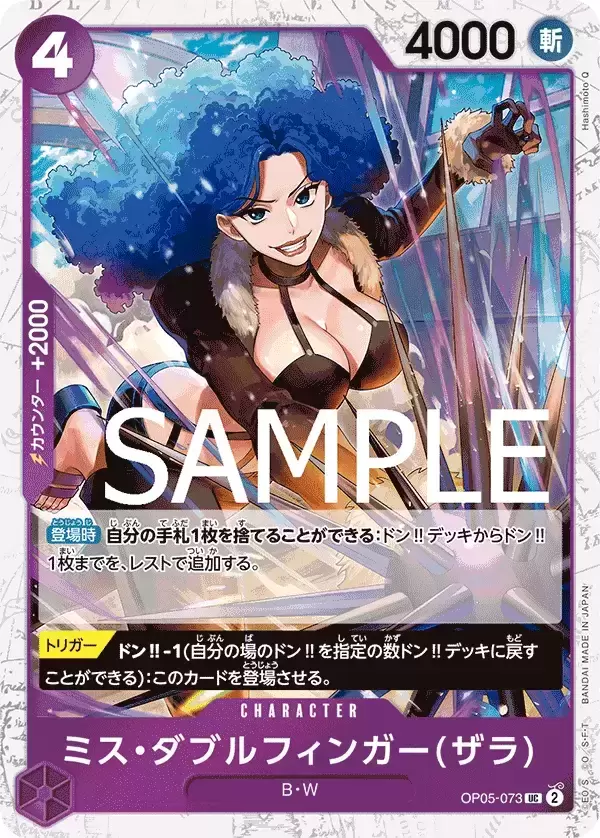 4
4000
斬
Hashimoto Q
カウンター +2000
SAMPLE
登場時 自分の手札1枚を捨てることができる:ドン!!デッキからドン!!
1枚までを、レストで追加する。
トリガー ドン!!-1(自分の場のドン!!を指定の数ドン!!デッキに戻す
ことができる):このカードを登場させる。
CHARACTER
ミス・ダブルフィンガー(ザラ)
B・W
OP05-073 UC 2
BANDAI MADE IN JAPAN